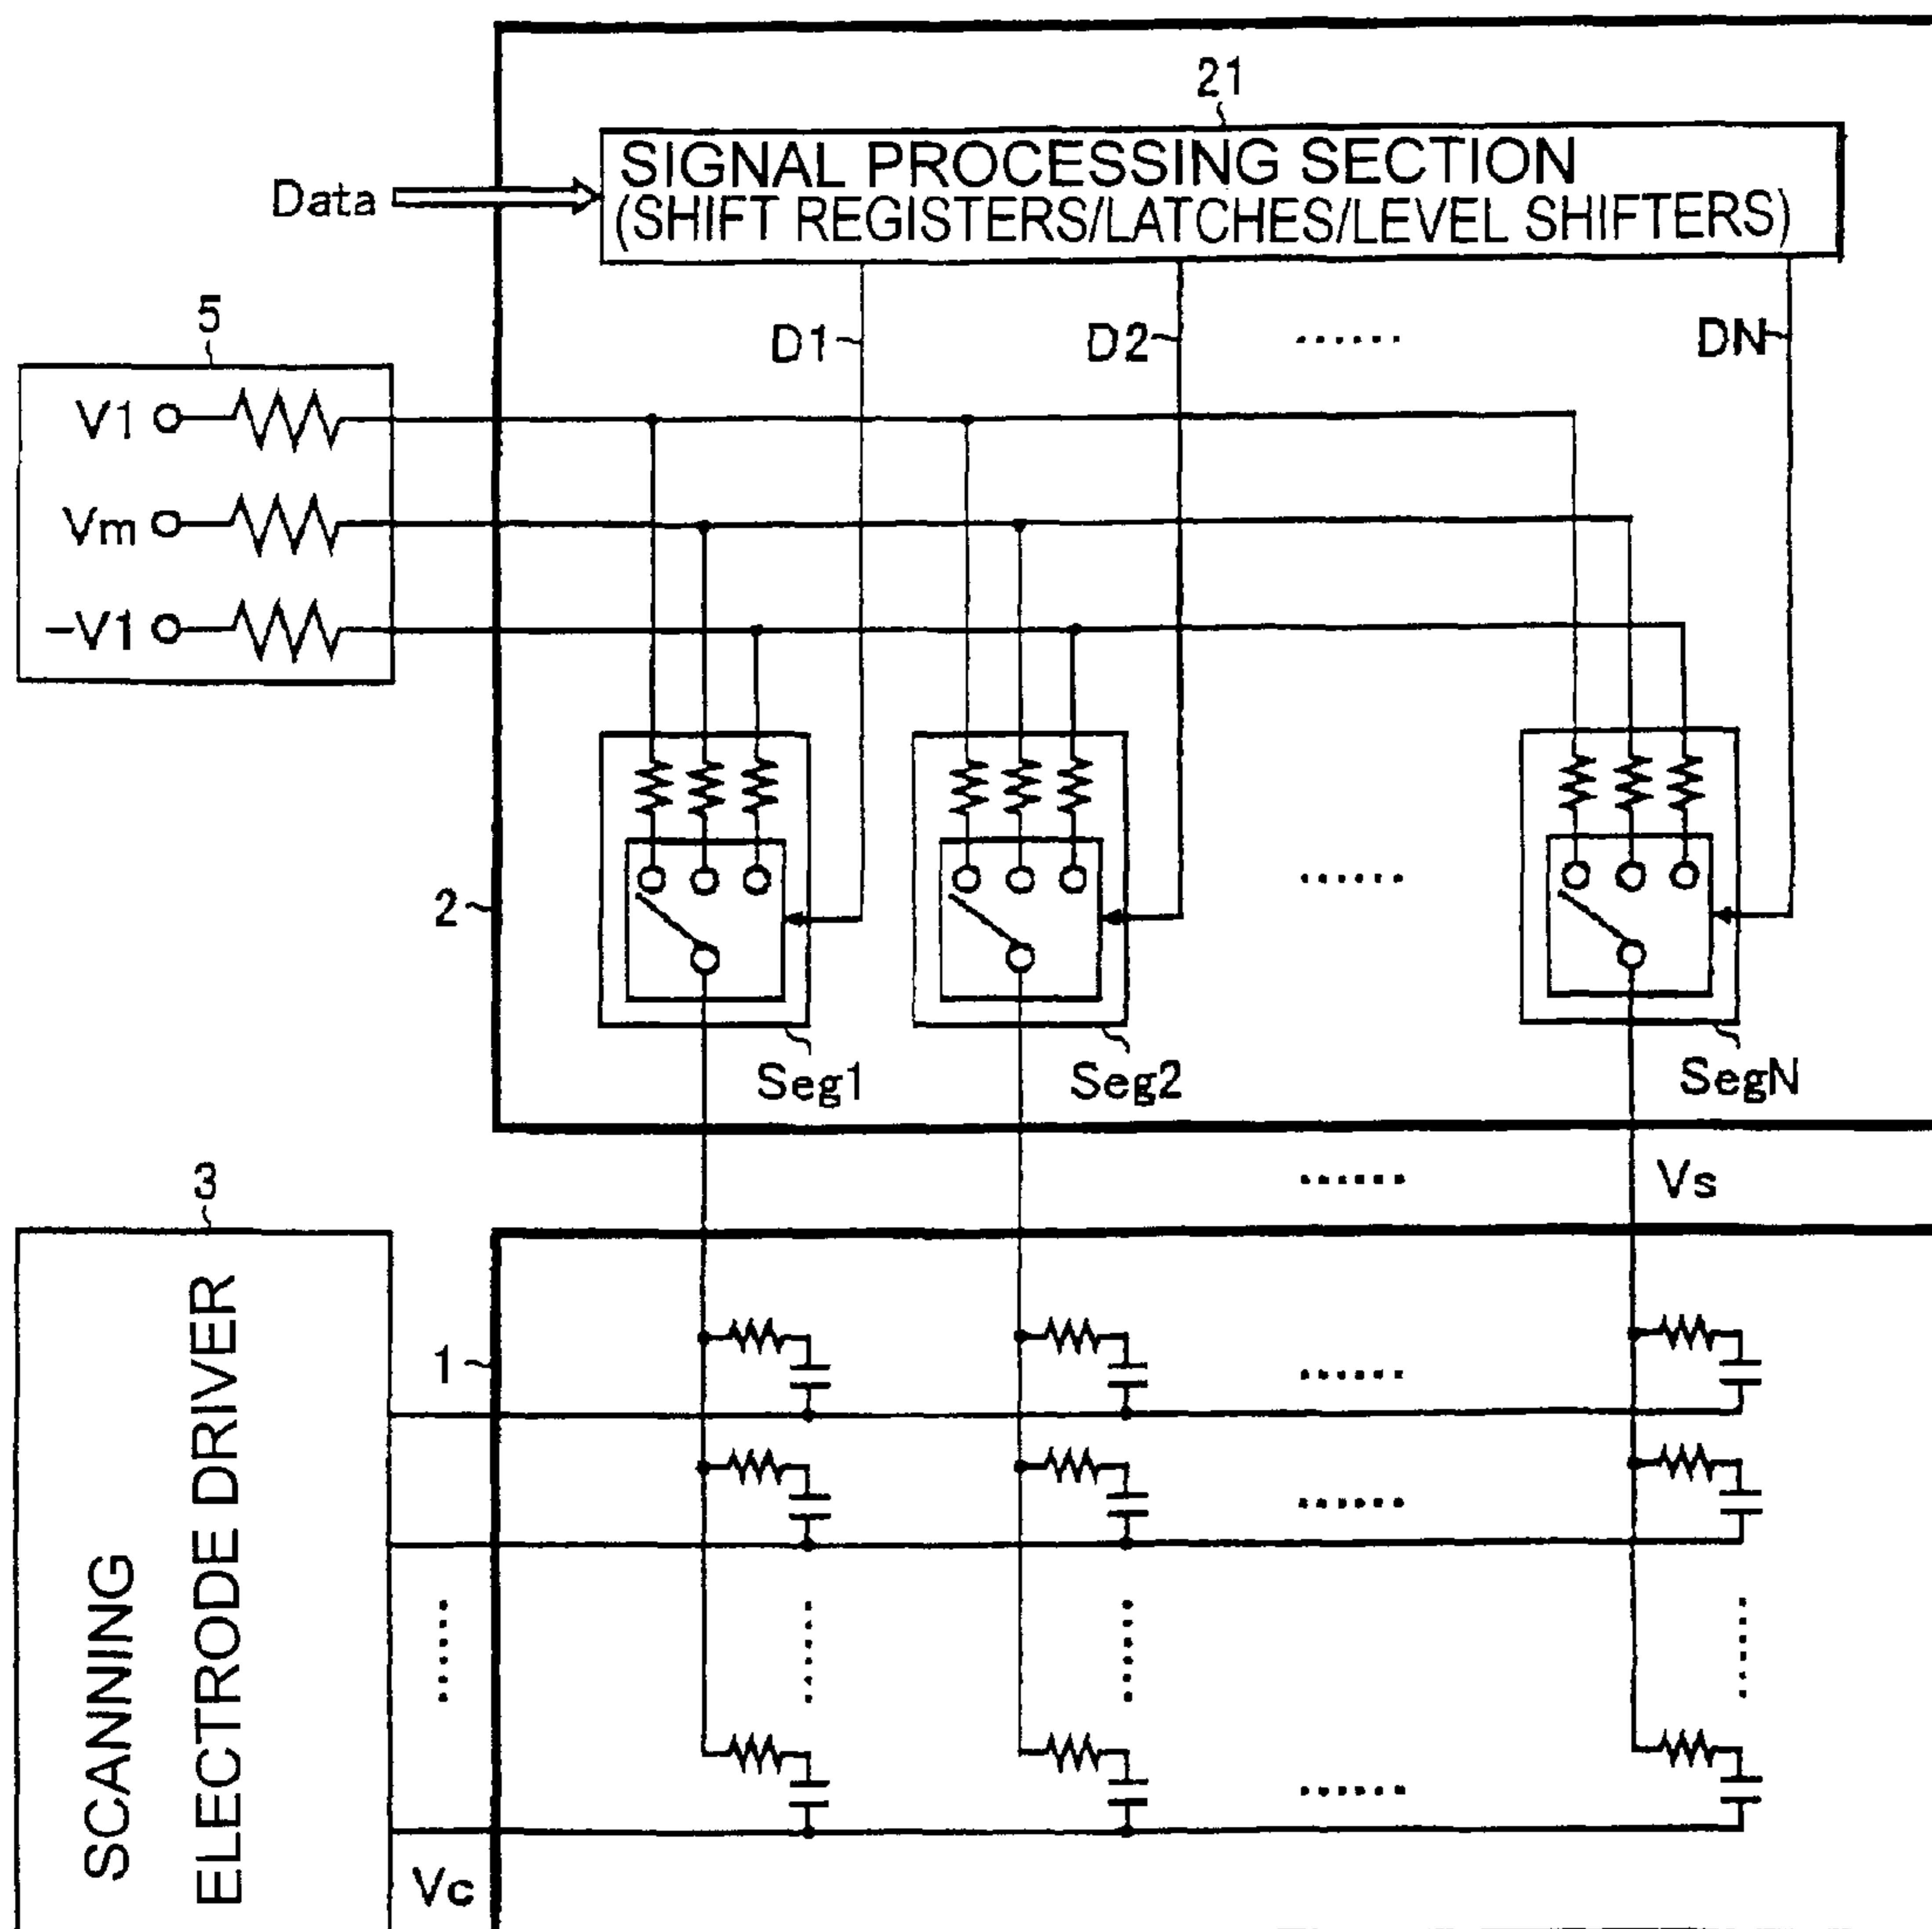 21
SIGNAL PROCESSING SECTION
(SHIFT REGISTERS/LATCHES/LEVEL SHIFTERS)
Data
5
D1
D2
......
DN
V1
Vm
-V1
2
......
Seg1
Seg2
SegN
3
......
Vs
SCANNING
ELECTRODE DRIVER
1
......
......
......
......
......
......
......
Vc